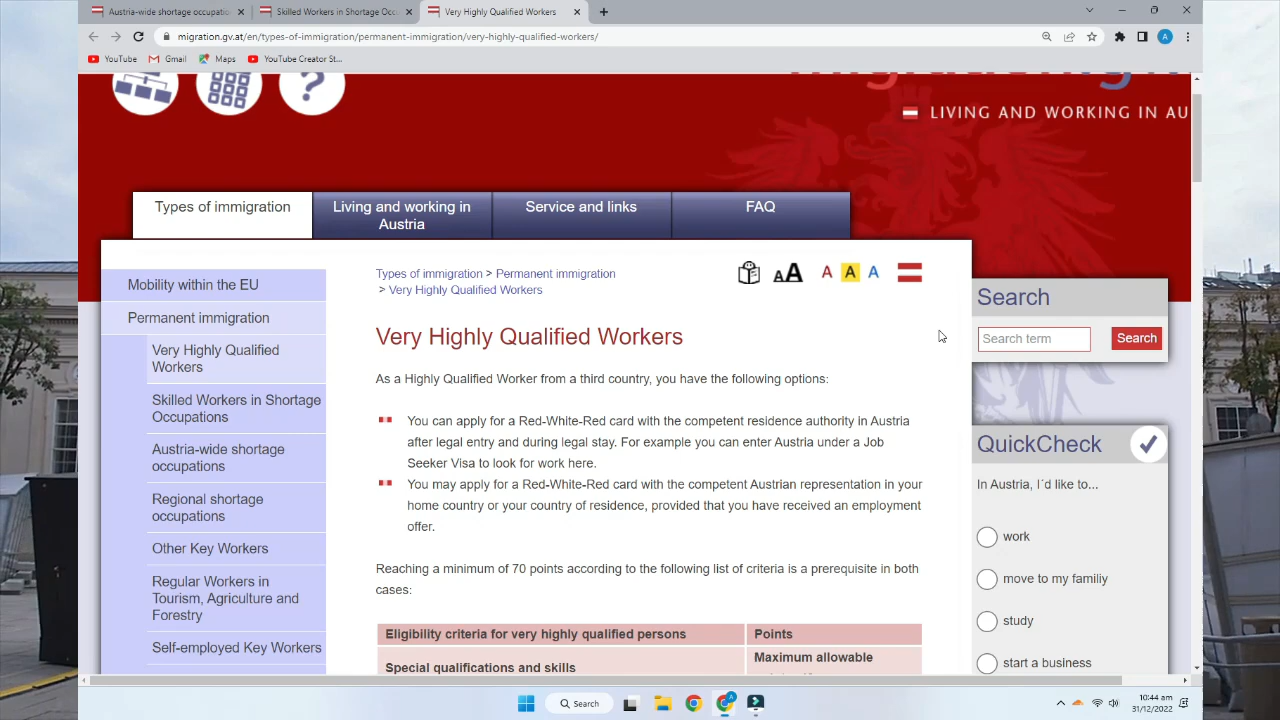 Austria-wide shortage occupatio
Skilled Workers in Shortage Occ
Very Highly Qualified Workers
migration.gv.at/en/types-of-immigration/permanent-immigration/very-highly-qualified-workers/
A
YouTube
Gmail
Maps
YouTube Creator St...
?
LIVING AND WORKING IN AU
Types of immigration
Living and working in
Austria
Service and links
FAQ
Mobility within the EU
Permanent immigration
Very Highly Qualified
Workers
Skilled Workers in Shortage
Occupations
Austria-wide shortage
occupations
Regional shortage
occupations
Other Key Workers
Regular Workers in
Tourism, Agriculture and
Forestry
Self-employed Key Workers
Types of immigration > Permanent immigration
> Very Highly Qualified Workers
AA A A A
Very Highly Qualified Workers
As a Highly Qualified Worker from a third country, you have the following options:
You can apply for a Red-White-Red card with the competent residence authority in Austria
after legal entry and during legal stay. For example you can enter Austria under a Job
Seeker Visa to look for work here.
You may apply for a Red-White-Red card with the competent Austrian representation in your
home country or your country of residence, provided that you have received an employment
offer.
Reaching a minimum of 70 points according to the following list of criteria is a prerequisite in both
cases:
Eligibility criteria for very highly qualified persons Points
Special qualifications and skills Maximum allowable
Search
Search term Search
QuickCheck
In Austria, I´d like to...
work
move to my familiy
study
start a business
Search
A
10:44 am
31/12/2022